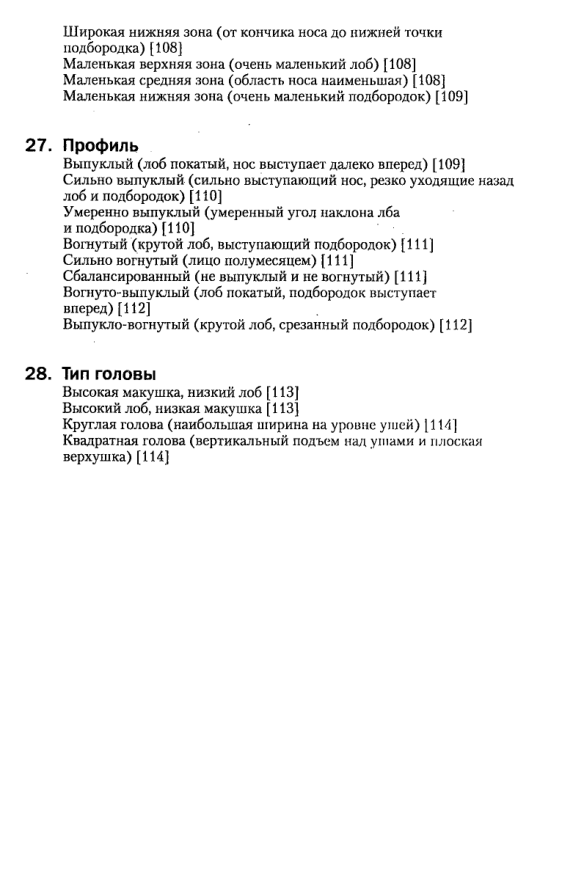 Широкая нижняя зона (от кончика носа до нижней точки
подбородка) [108]
Маленькая верхняя зона (очень маленький лоб) [108]
Маленькая средняя зона (область носа наименьшая) [108]
Маленькая нижняя зона (очень маленький подбородок) [109]
27. Профиль
Выпуклый (лоб покатый, нос выступает далеко вперед) [109]
Сильно выпуклый (сильно выступающий нос, резко уходящие назад
лоб и подбородок) [110]
Умеренно выпуклый (умеренный угол наклона лба
и подбородка) [110]
Вогнутый (крутой лоб, выступающий подбородок) [111]
Сильно вогнутый (лицо полумесяцем) [111]
Сбалансированный (не выпуклый и не вогнутый) [111]
Вогнуто-выпуклый (лоб покатый, подбородок выступает
вперед) [112]
Выпукло-вогнутый (крутой лоб, срезанный подбородок) [112]
28. Тип головы
Высокая макушка, низкий лоб [113]
Высокий лоб, низкая макушка [113]
Круглая голова (наибольшая ширина на уровне ушей) [114]
Квадратная голова (вертикальный подъем над ушами и плоская
верхушка) [114]